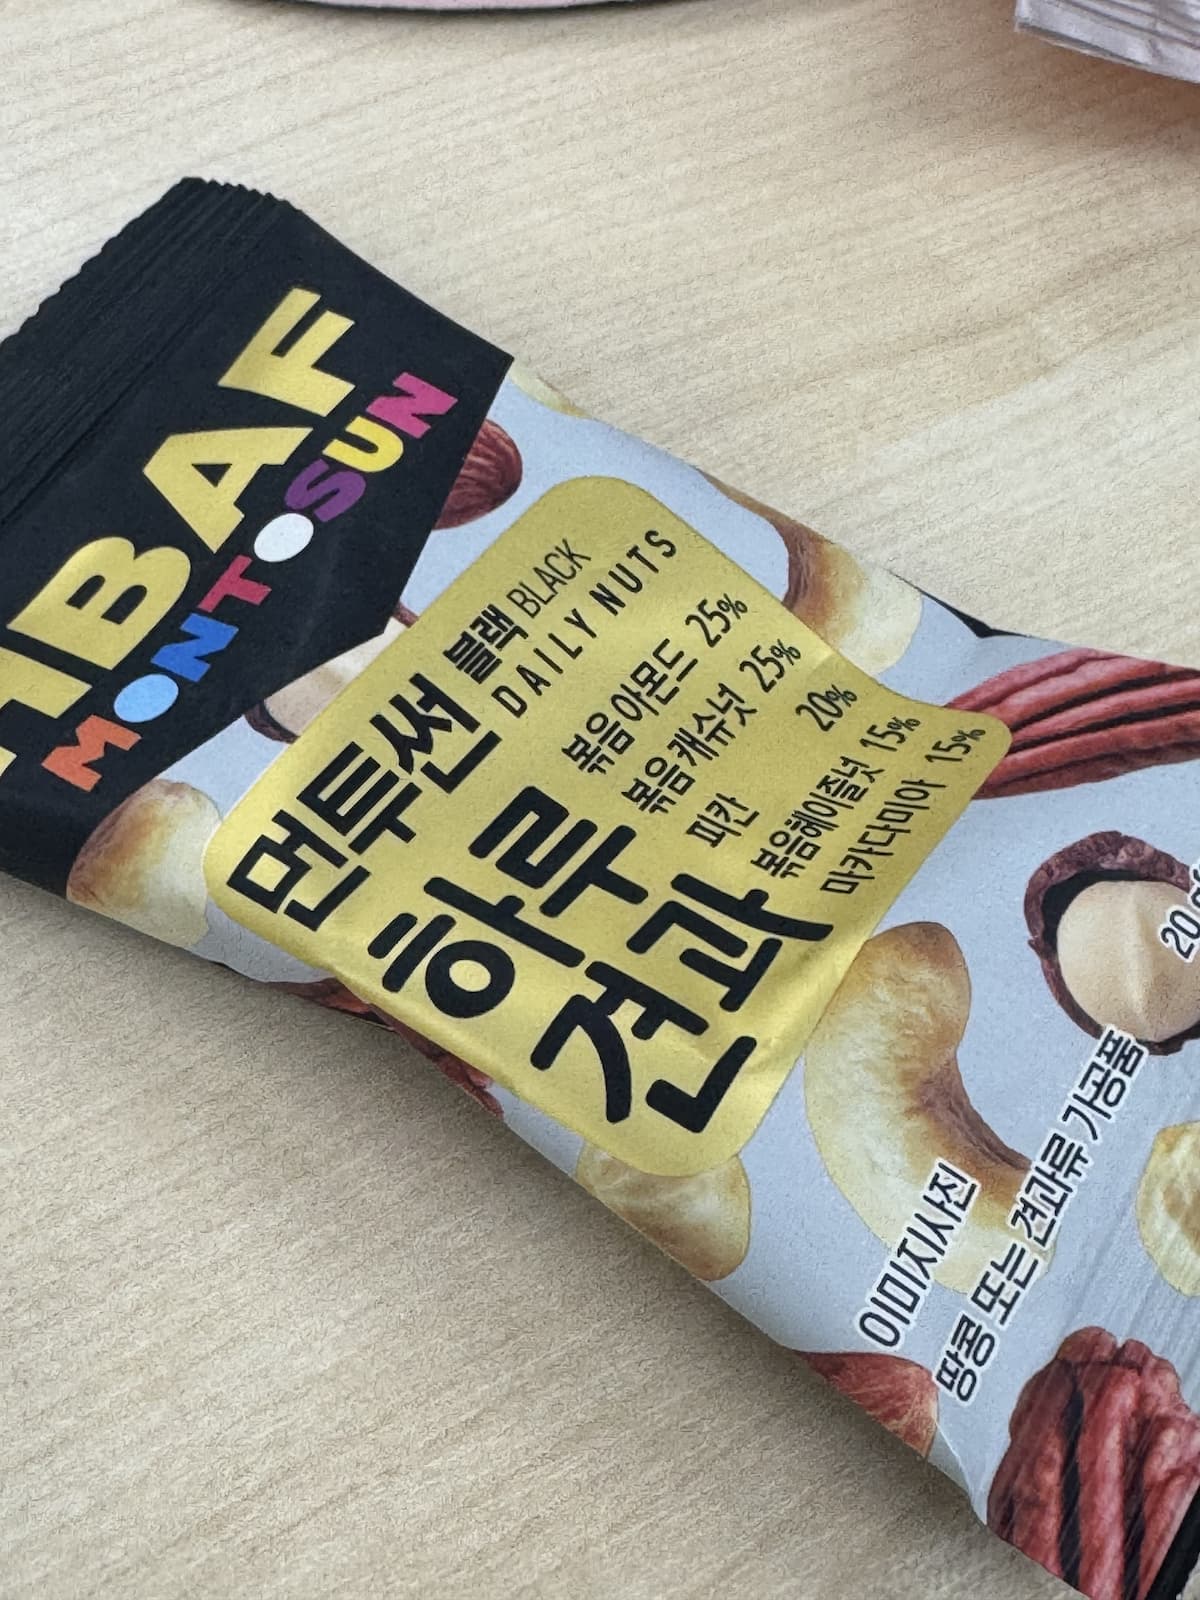 HBAF
MONTOSUN
먼투썬 블랙 BLACK
DAILY NUTS
하루
견과
볶음아몬드 25%
볶음캐슈넛 25%
피칸 20%
볶음헤이즐넛 15%
마카다미아 15%
20
이미지사진
땅콩 또는 견과류 가공품